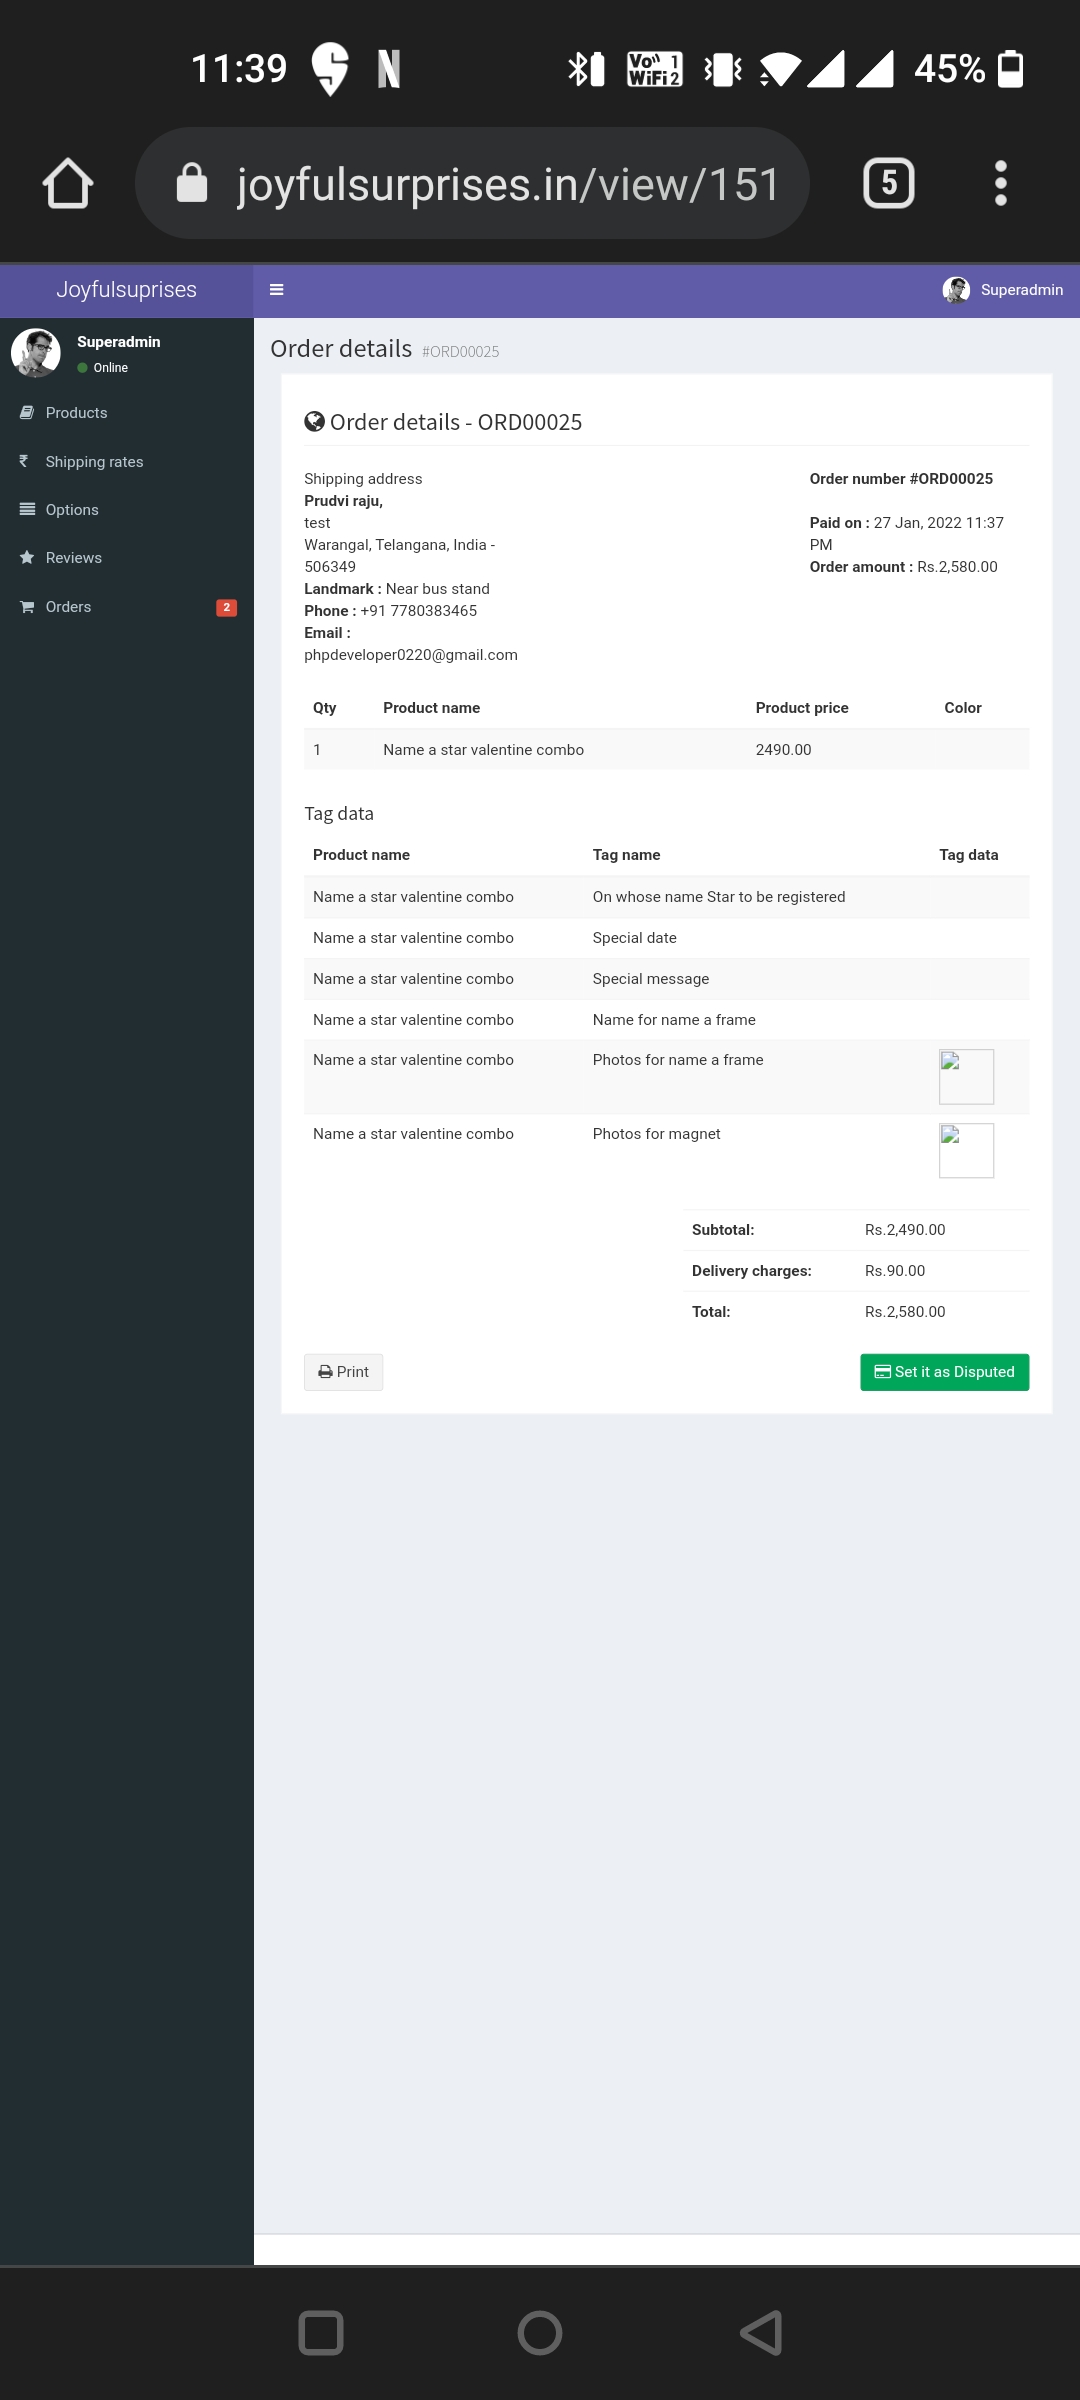 11:39
Vo)) 1
WiFi 2
45%
joyfulsurprises.in/view/151
5
Joyfulsuprises
Superadmin
Superadmin
Online
Products
Shipping rates
Options
Reviews
Orders
2
Order details #ORD00025
Order details - ORD00025
Shipping address
Prudvi raju,
test
Warangal, Telangana, India -
506349
Landmark : Near bus stand
Phone : +91 7780383465
Email :
phpdeveloper0220@gmail.com
Order number #ORD00025
Paid on : 27 Jan, 2022 11:37
PM
Order amount : Rs.2,580.00
Qty Product name Product price Color
1 Name a star valentine combo 2490.00
Tag data
Product name Tag name Tag data
Name a star valentine combo On whose name Star to be registered
Name a star valentine combo Special date
Name a star valentine combo Special message
Name a star valentine combo Name for name a frame
Name a star valentine combo Photos for name a frame
Name a star valentine combo Photos for magnet
Subtotal: Rs.2,490.00
Delivery charges: Rs.90.00
Total: Rs.2,580.00
Print
Set it as Disputed